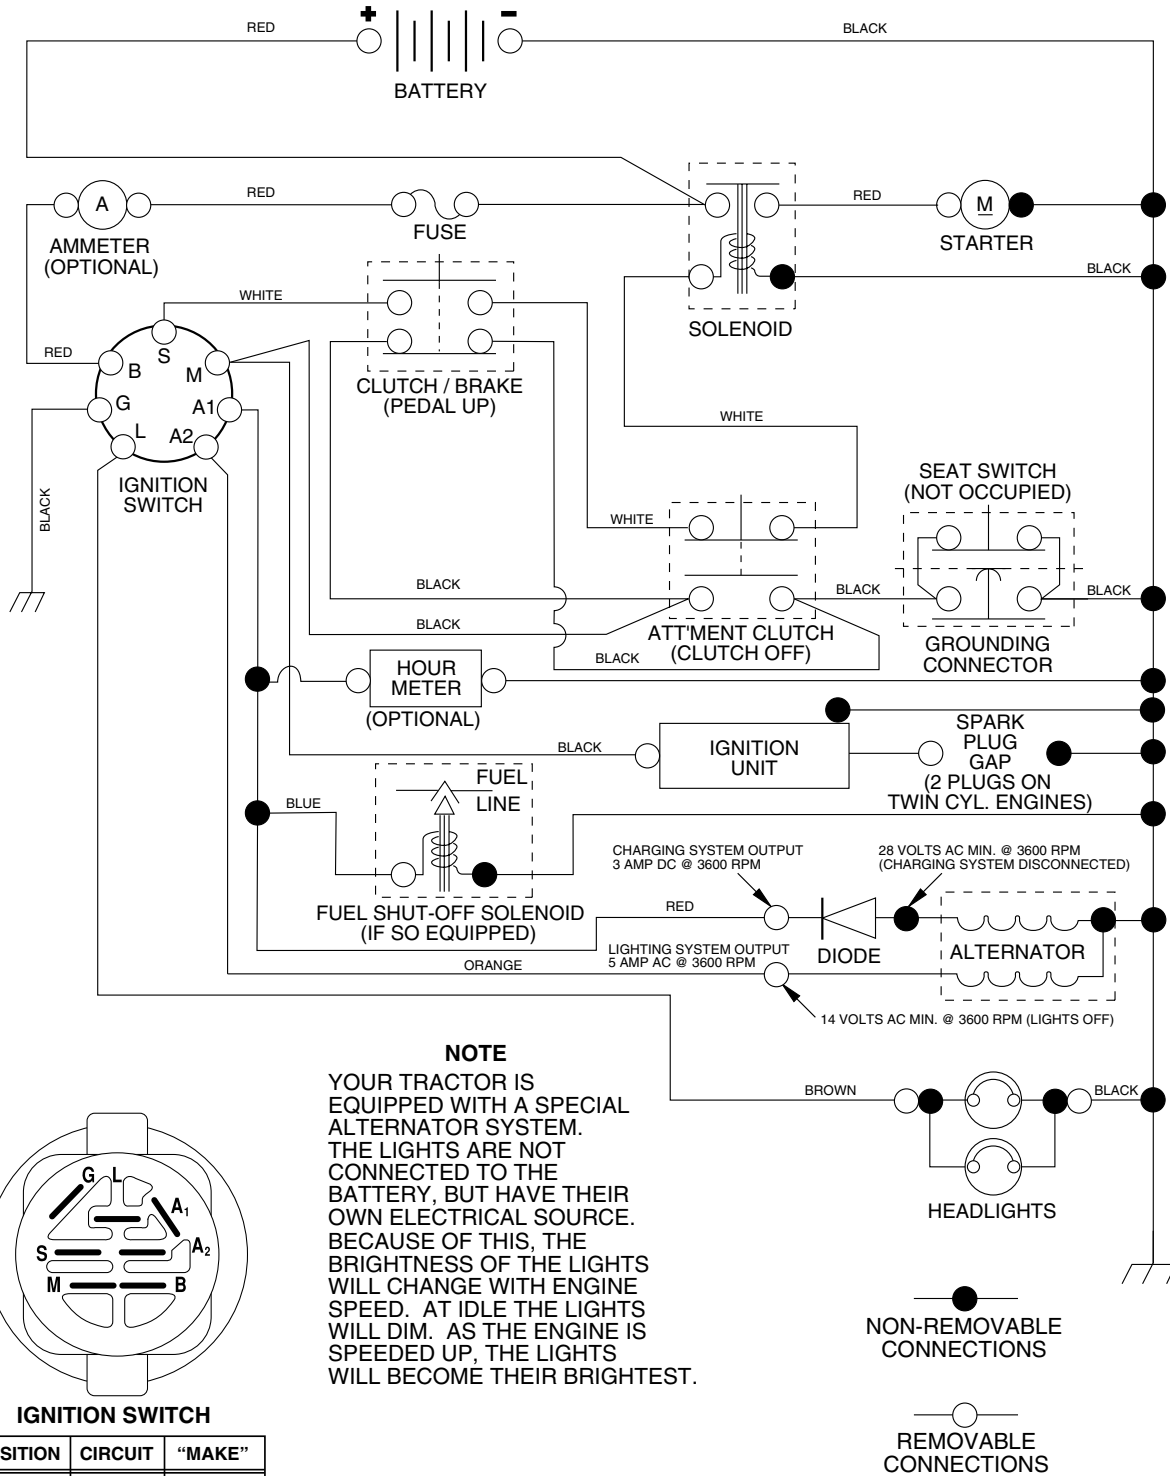 +
–
RED
BLACK
BATTERY
A
RED
AMMETER
(OPTIONAL)
FUSE
RED
M
STARTER
BLACK
SOLENOID
WHITE
CLUTCH / BRAKE
(PEDAL UP)
RED
S
B
M
G
A1
L
A2
IGNITION
SWITCH
BLACK
WHITE
SEAT SWITCH
(NOT OCCUPIED)
WHITE
BLACK
BLACK
BLACK
BLACK
ATT'MENT CLUTCH
(CLUTCH OFF)
BLACK
GROUNDING
CONNECTOR
HOUR
METER
(OPTIONAL)
BLACK
IGNITION
UNIT
SPARK
PLUG
GAP
(2 PLUGS ON
TWIN CYL. ENGINES)
BLUE
FUEL
LINE
FUEL SHUT-OFF SOLENOID
(IF SO EQUIPPED)
CHARGING SYSTEM OUTPUT
3 AMP DC @ 3600 RPM
28 VOLTS AC MIN. @ 3600 RPM
(CHARGING SYSTEM DISCONNECTED)
RED
DIODE
ALTERNATOR
LIGHTING SYSTEM OUTPUT
5 AMP AC @ 3600 RPM
ORANGE
14 VOLTS AC MIN. @ 3600 RPM (LIGHTS OFF)
NOTE
YOUR TRACTOR IS
EQUIPPED WITH A SPECIAL
ALTERNATOR SYSTEM.
THE LIGHTS ARE NOT
CONNECTED TO THE
BATTERY, BUT HAVE THEIR
OWN ELECTRICAL SOURCE.
BECAUSE OF THIS, THE
BRIGHTNESS OF THE LIGHTS
WILL CHANGE WITH ENGINE
SPEED. AT IDLE THE LIGHTS
WILL DIM. AS THE ENGINE IS
SPEEDED UP, THE LIGHTS
WILL BECOME THEIR BRIGHTEST.
BROWN
BLACK
HEADLIGHTS
G
L
A1
S
A2
M
B
IGNITION SWITCH
SITION CIRCUIT “MAKE”
NON-REMOVABLE
CONNECTIONS
REMOVABLE
CONNECTIONS